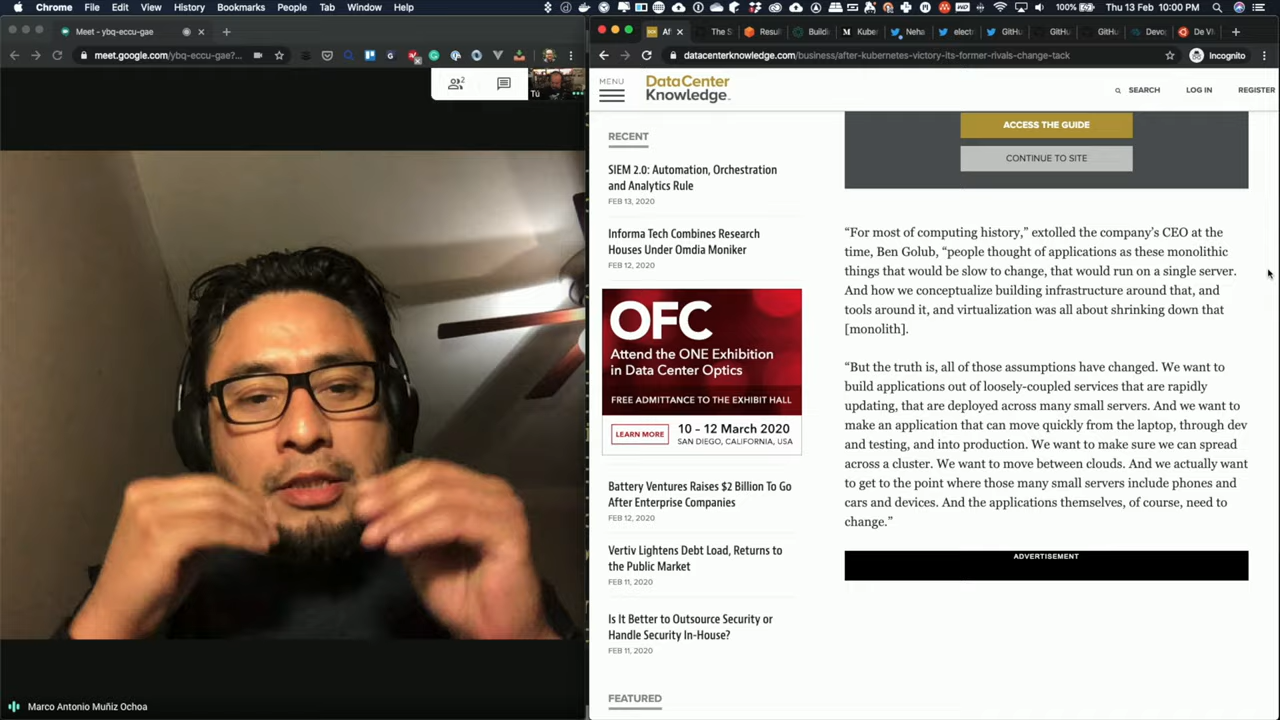 Chrome File Edit View History Bookmarks People Tab Window Help
100% Thu 13 Feb 10:00 PM
Meet - ybq-eccu-gae
meet.google.com/ybq-eccu-gae?...
2
Tú
Marco Antonio Muñiz Ochoa
Af
The S
Resul
Buildi
Kuber
Neha
electr
GitHu
GitHu
Devo
De Vi
datacenterknowledge.com/business/after-kubernetes-victory-its-former-rivals-change-tack
Incognito
MENU
DataCenter
Knowledge
SEARCH LOG IN REGISTER
RECENT
SIEM 2.0: Automation, Orchestration
and Analytics Rule
FEB 13, 2020
Informa Tech Combines Research
Houses Under Omdia Moniker
FEB 12, 2020
OFC
Attend the ONE Exhibition
in Data Center Optics
FREE ADMITTANCE TO THE EXHIBIT HALL
LEARN MORE
10 – 12 March 2020
SAN DIEGO, CALIFORNIA, USA
Battery Ventures Raises $2 Billion To Go
After Enterprise Companies
FEB 12, 2020
Vertiv Lightens Debt Load, Returns to
the Public Market
FEB 11, 2020
Is It Better to Outsource Security or
Handle Security In-House?
FEB 11, 2020
FEATURED
ACCESS THE GUIDE
CONTINUE TO SITE
“For most of computing history,” extolled the company’s CEO at the
time, Ben Golub, “people thought of applications as these monolithic
things that would be slow to change, that would run on a single server.
And how we conceptualize building infrastructure around that, and
tools around it, and virtualization was all about shrinking down that
[monolith].
“But the truth is, all of those assumptions have changed. We want to
build applications out of loosely-coupled services that are rapidly
updating, that are deployed across many small servers. And we want to
make an application that can move quickly from the laptop, through dev
and testing, and into production. We want to make sure we can spread
across a cluster. We want to move between clouds. And we actually want
to get to the point where those many small servers include phones and
cars and devices. And the applications themselves, of course, need to
change.”
ADVERTISEMENT